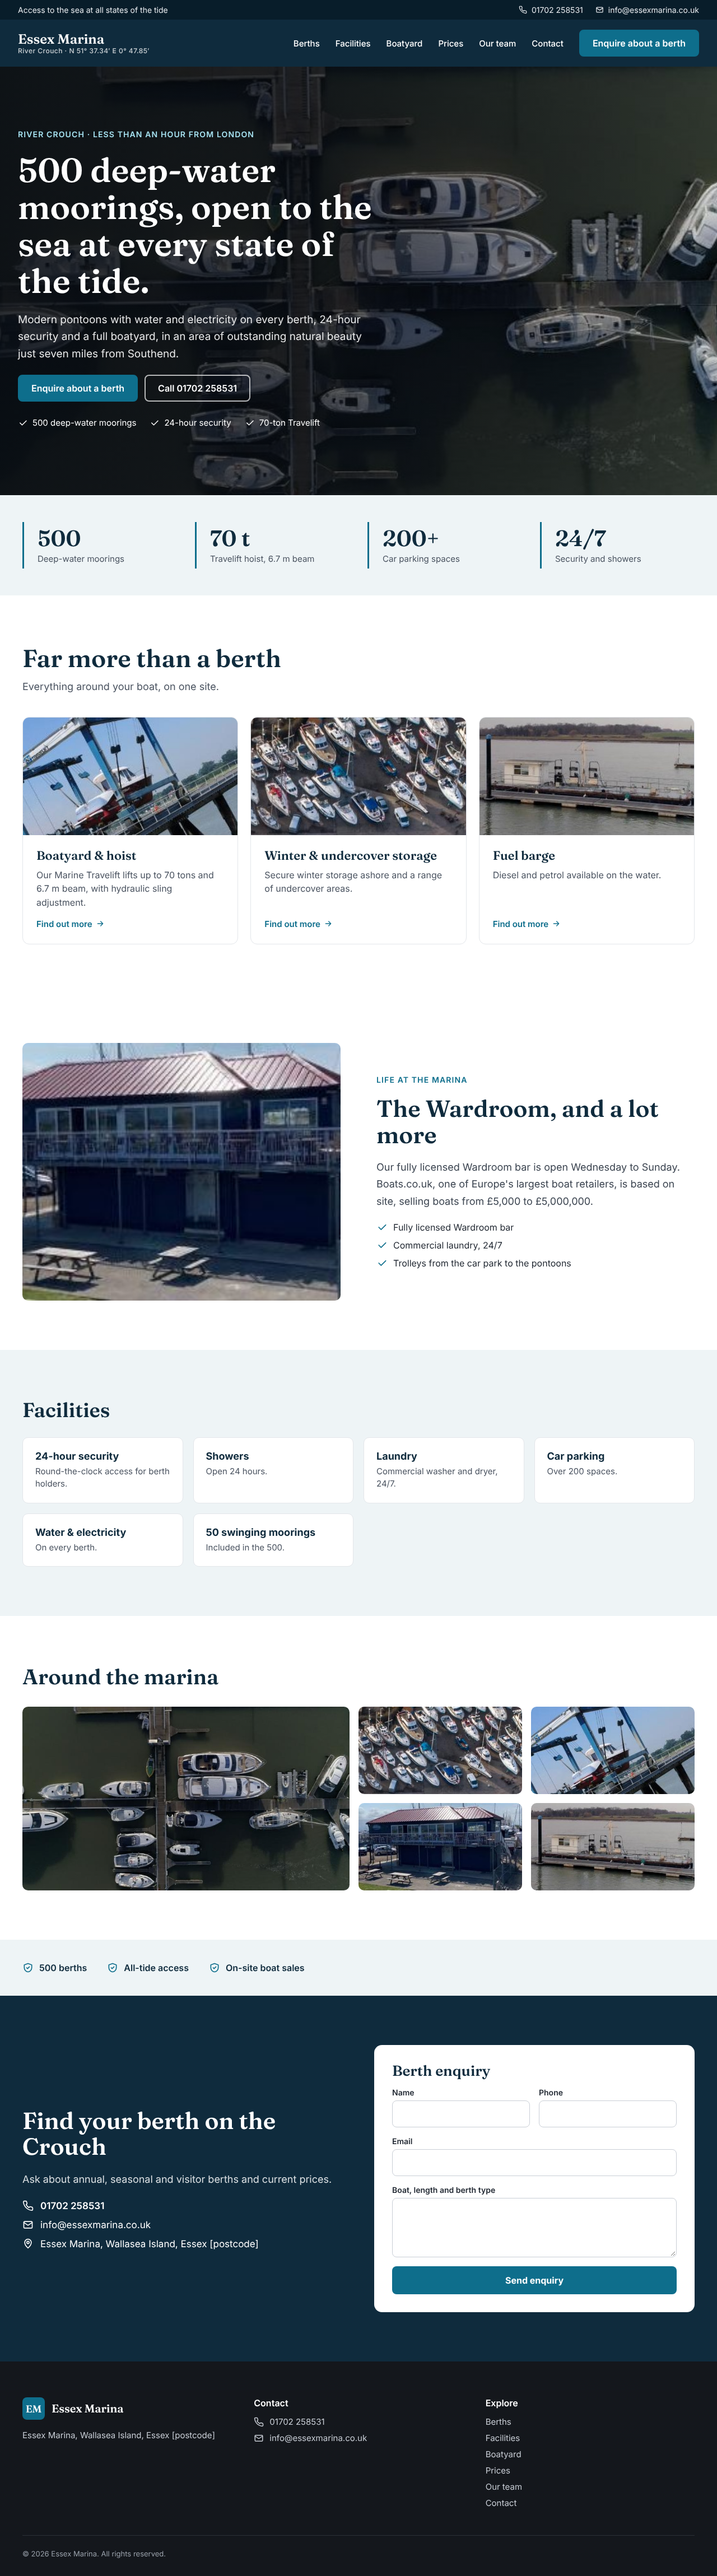 Access to the sea at all states of the tide
01702 258531
info@essexmarina.co.uk
Essex Marina
River Crouch · N 51° 37.34' E 0° 47.85'
Berths
Facilities
Boatyard
Prices
Our team
Contact
Enquire about a berth
RIVER CROUCH · LESS THAN AN HOUR FROM LONDON
500 deep-water
moorings, open to the
sea at every state of
the tide.
Modern pontoons with water and electricity on every berth, 24-hour
security and a full boatyard, in an area of outstanding natural beauty
just seven miles from Southend.
Enquire about a berth
Call 01702 258531
500 deep-water moorings
24-hour security
70-ton Travelift
500
Deep-water moorings
70 t
Travelift hoist, 6.7 m beam
200+
Car parking spaces
24/7
Security and showers
Far more than a berth
Everything around your boat, on one site.
Boatyard & hoist
Our Marine Travelift lifts up to 70 tons and
6.7 m beam, with hydraulic sling
adjustment.
Find out more
Winter & undercover storage
Secure winter storage ashore and a range
of undercover areas.
Find out more
Fuel barge
Diesel and petrol available on the water.
Find out more
LIFE AT THE MARINA
The Wardroom, and a lot
more
Our fully licensed Wardroom bar is open Wednesday to Sunday.
Boats.co.uk, one of Europe's largest boat retailers, is based on
site, selling boats from £5,000 to £5,000,000.
Fully licensed Wardroom bar
Commercial laundry, 24/7
Trolleys from the car park to the pontoons
Facilities
24-hour security
Round-the-clock access for berth
holders.
Showers
Open 24 hours.
Laundry
Commercial washer and dryer,
24/7.
Car parking
Over 200 spaces.
Water & electricity
On every berth.
50 swinging moorings
Included in the 500.
Around the marina
500 berths
All-tide access
On-site boat sales
Find your berth on the
Crouch
Ask about annual, seasonal and visitor berths and current prices.
01702 258531
info@essexmarina.co.uk
Essex Marina, Wallasea Island, Essex [postcode]
Berth enquiry
Name
Phone
Email
Boat, length and berth type
Send enquiry
EM
Essex Marina
Essex Marina, Wallasea Island, Essex [postcode]
Contact
01702 258531
info@essexmarina.co.uk
Explore
Berths
Facilities
Boatyard
Prices
Our team
Contact
© 2026 Essex Marina. All rights reserved.